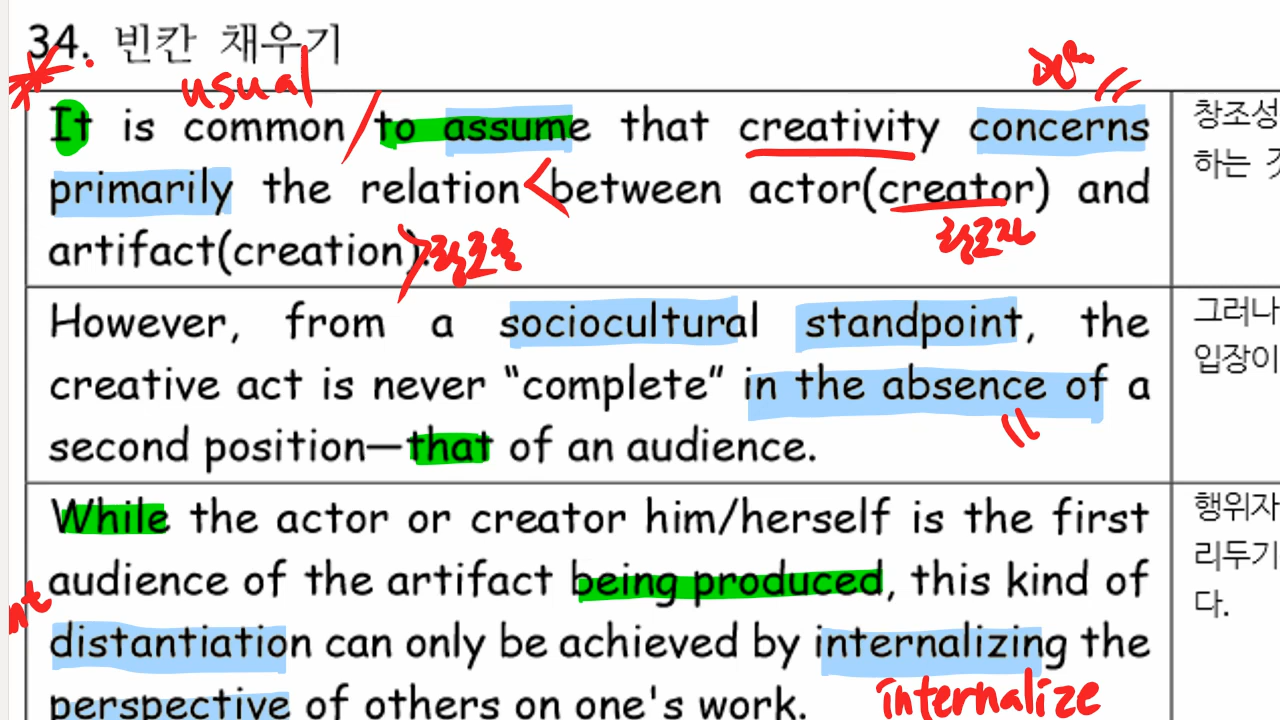 34. 빈칸 채우기
usual
It is common to assume that creativity concerns
창조성
primarily the relation between actor(creator) and
하는
artifact(creation).
However, from a sociocultural standpoint, the
그러나
creative act is never “complete” in the absence of a
입장이
second position—that of an audience.
While the actor or creator him/herself is the first
행위자
audience of the artifact being produced, this kind of
리두기
다.
distantiation can only be achieved by internalizing the
perspective of others on one's work.
internalize